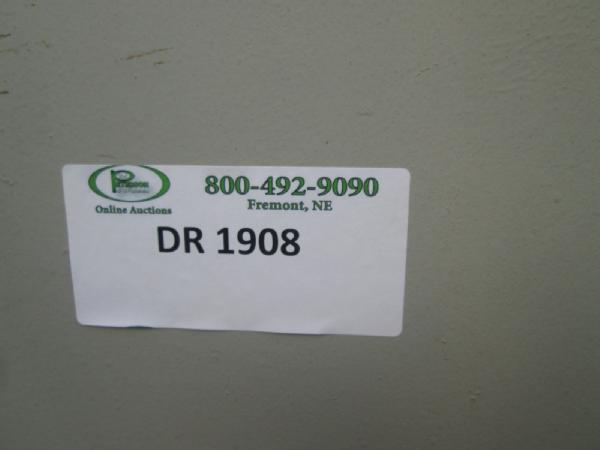 800-492-9090
Fremont, NE
Online Auctions
DR 1908